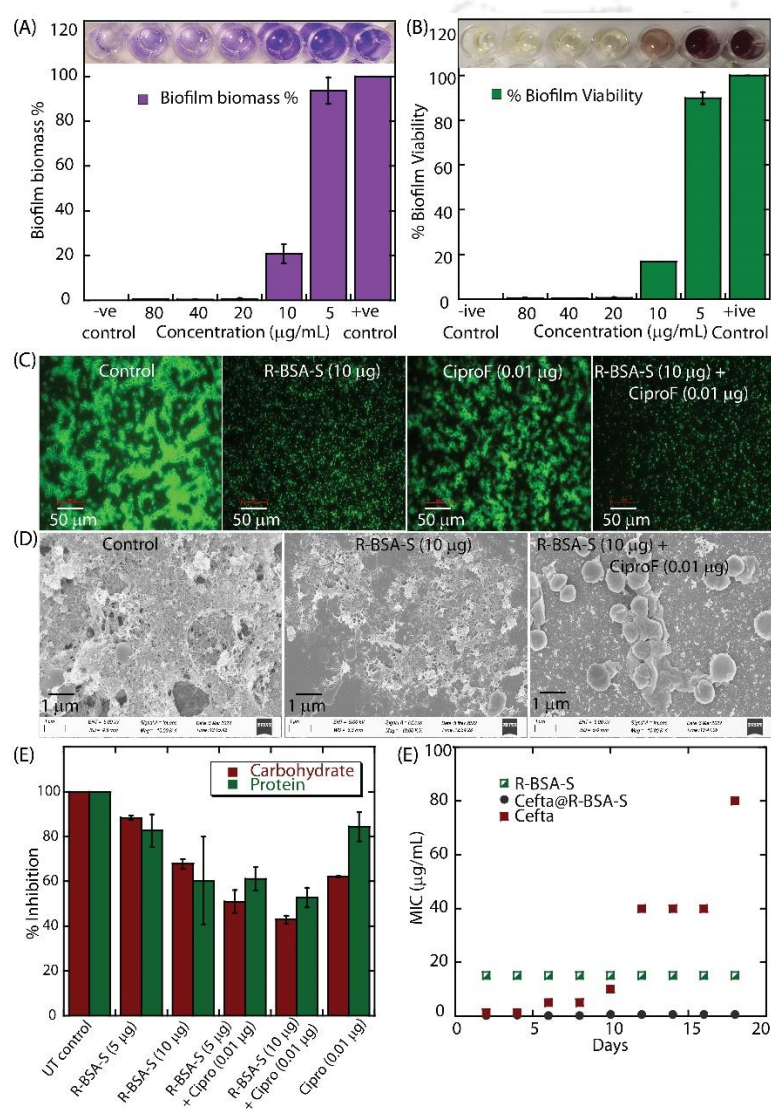 (A)
120
100
80
60
40
20
0
Biofilm biomass %
Biofilm biomass %
-ve
control
80
40
20
10
5
+ve
control
Concentration (μg/mL)
(B)
120
100
80
60
40
20
0
% Biofilm Viability
% Biofilm Viability
-ive
Control
80
40
20
10
5
+ive
Control
Concentration (μg/mL)
(C)
Control
50 μm
R-BSA-S (10 μg)
50 μm
CiproF (0.01 μg)
50 μm
R-BSA-S (10 μg) +
CiproF (0.01 μg)
50 μm
(D)
Control
1 μm
R-BSA-S (10 μg)
1 μm
R-BSA-S (10 μg) +
CiproF (0.01 μg)
1 μm
(E)
Carbohydrate
Protein
120
100
80
60
40
20
0
% Inhibition
UT control
R-BSA-S (5 μg)
R-BSA-S (10 μg)
R-BSA-S (5 μg)
+ Cipro (0.01 μg)
R-BSA-S (10 μg)
+ Cipro (0.01 μg)
Cipro (0.01 μg)
(E)
R-BSA-S
Cefta@R-BSA-S
Cefta
80
60
40
20
0
MIC (μg/mL)
0
5
10
15
20
Days